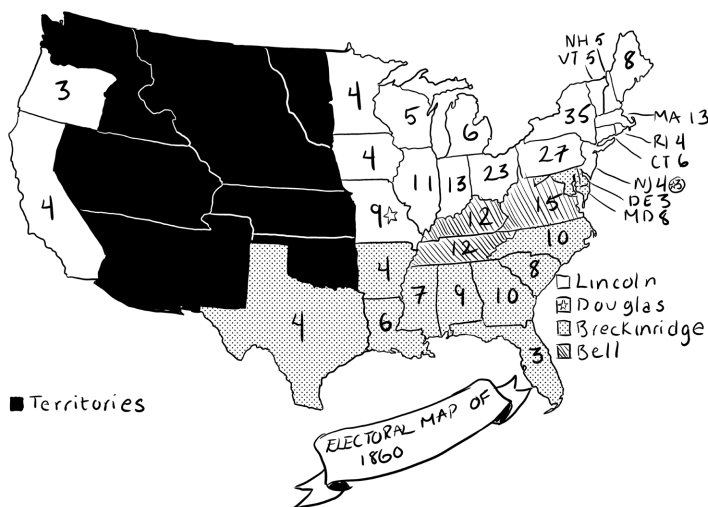 NH 5
VT 5
8
3
4
5
6
35
MA 13
RI 4
CT 6
4
11
13
23
27
NJ 4 +3
DE 3
MD 8
4
9
12
15
12
10
4
8
7
9
10
6
4
3
Lincoln
Douglas
Breckinridge
Bell
Territories
ELECTORAL MAP OF
1860